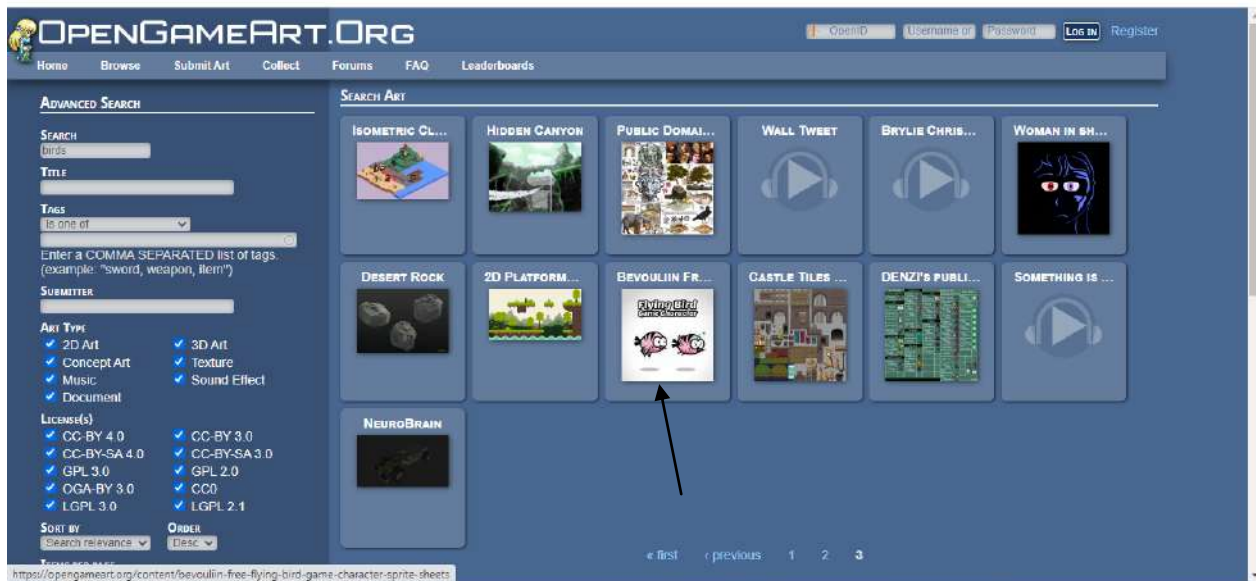 OpenGameArt.Org
OpenID Username or Password Log in Register
Home Browse Submit Art Collect Forums FAQ Leaderboards
Advanced Search
Search
birds
Title
Tags
Is one of
Enter a COMMA SEPARATED list of tags.
(example: "sword, weapon, item")
Submitter
Art Type
2D Art 3D Art
Concept Art Texture
Music Sound Effect
Document
License(s)
CC-BY 4.0 CC-BY 3.0
CC-BY-SA 4.0 CC-BY-SA 3.0
GPL 3.0 GPL 2.0
OGA-BY 3.0 CC0
LGPL 3.0 LGPL 2.1
Sort by Order
Search relevance Desc
Items per page
Search Art
Isometric Cl... Hidden Canyon Public Domai... Wall Tweet Brylie Chris... Woman in sh...
Desert Rock 2D Platform... Bevouliin Fr... Castle Tiles ... DENZI's publi... Something is ...
Flying Bird
Game Character
NeuroBrain
« first ‹ previous 1 2 3
https://opengameart.org/content/bevouliin-free-flying-bird-game-character-sprite-sheets